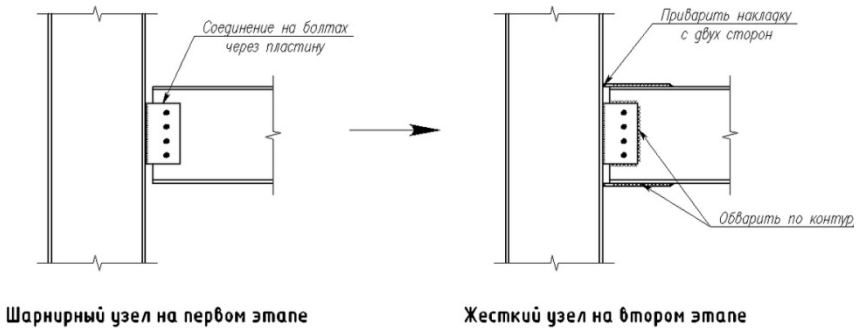 Соединение на болтах
через пластину
Приварить накладку
с двух сторон
Обварить по контур
Шарнирный узел на первом этапе
Жесткий узел на втором этапе